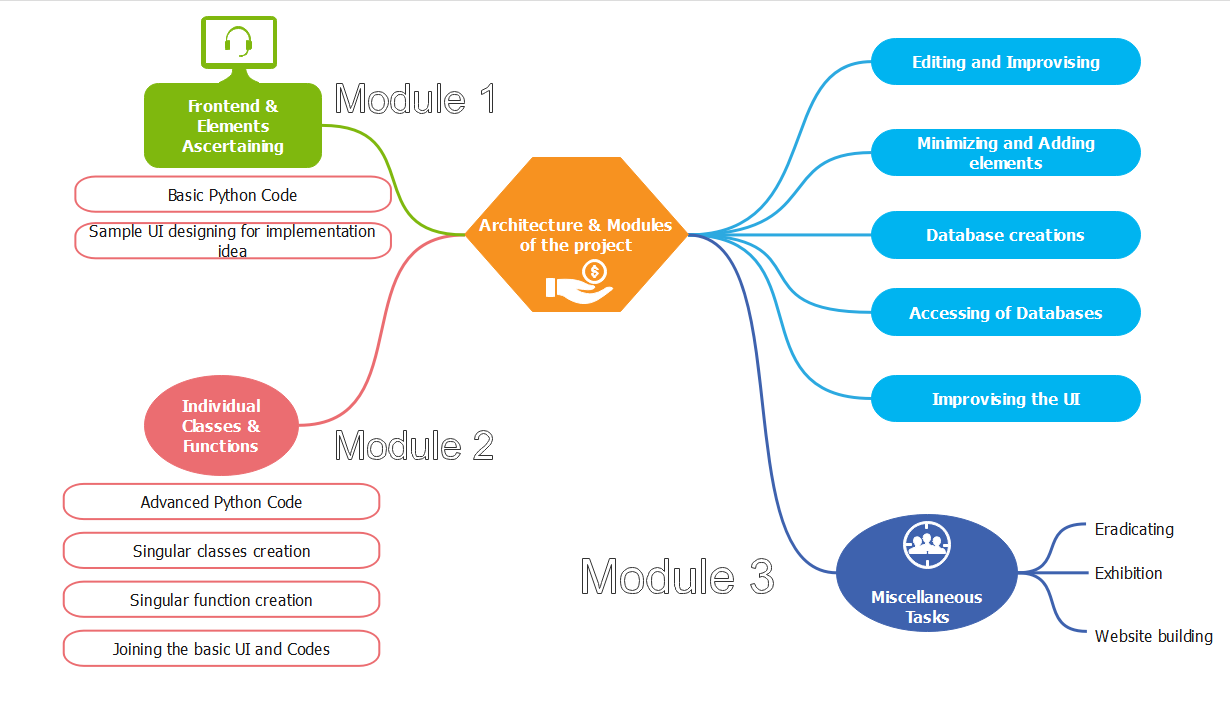 Module 1
Frontend &
Elements
Ascertaining
Basic Python Code
Sample UI designing for implementation
idea
Architecture & Modules
of the project
$
Individual
Classes &
Functions
Module 2
Advanced Python Code
Singular classes creation
Singular function creation
Joining the basic UI and Codes
Editing and Improvising
Minimizing and Adding
elements
Database creations
Accessing of Databases
Improvising the UI
Module 3
Miscellaneous
Tasks
Eradicating
Exhibition
Website building